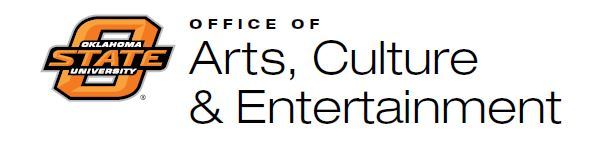 OKLAHOMA
STATE
UNIVERSITY
®
OFFICE OF
Arts, Culture
& Entertainment